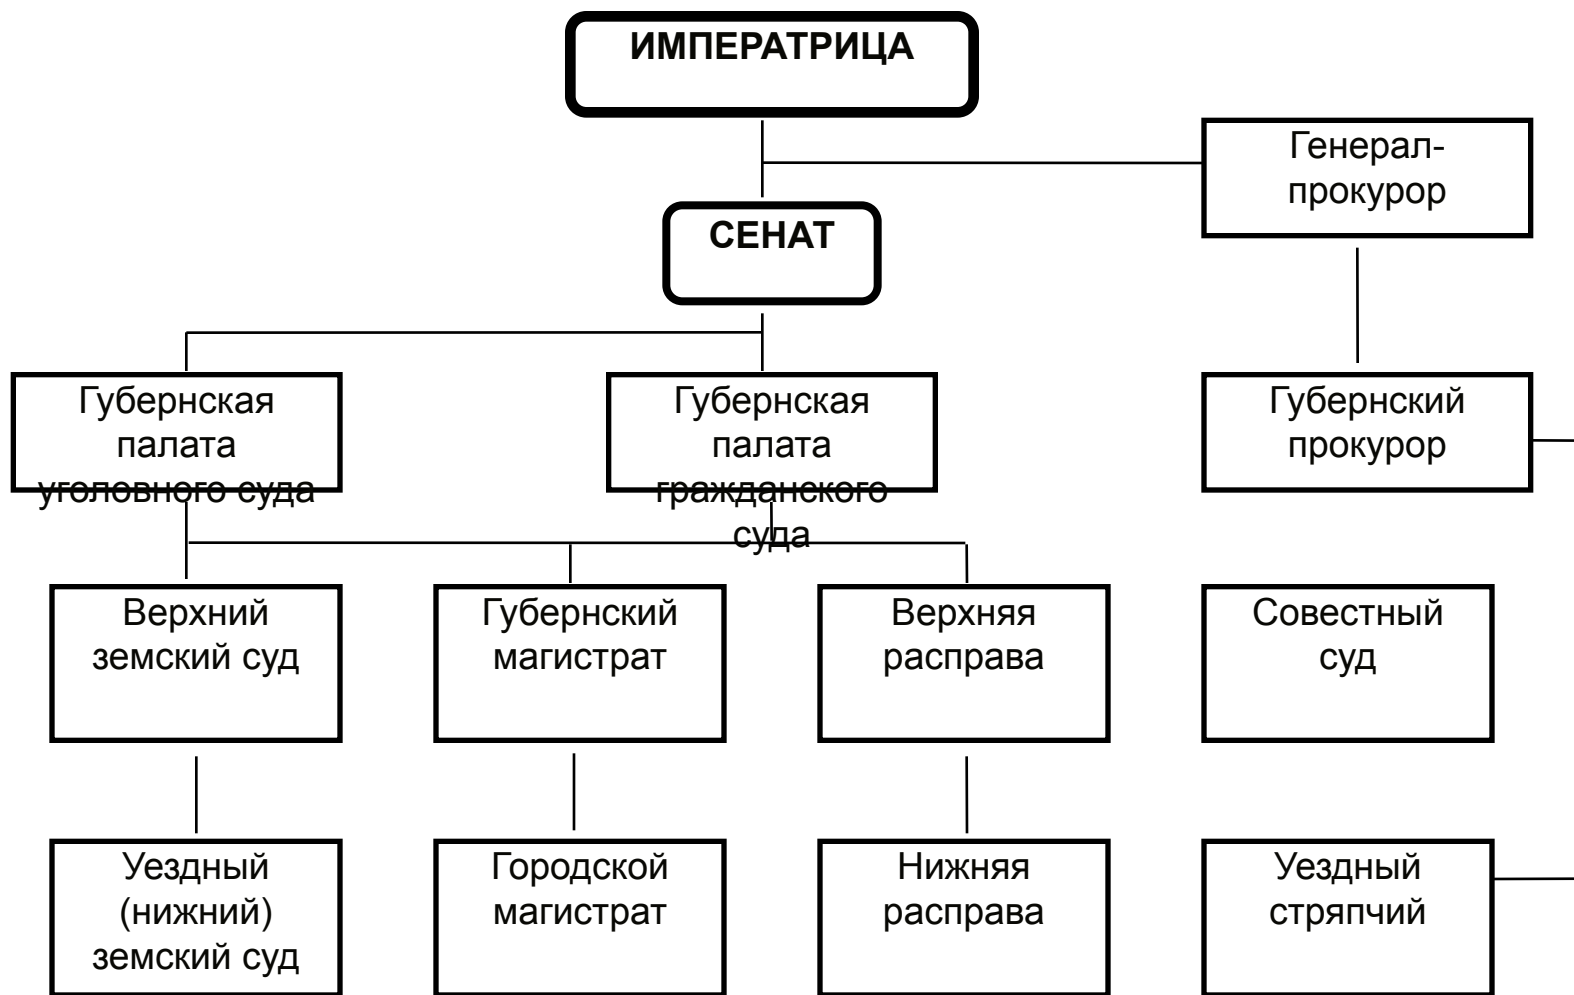 ИМПЕРАТРИЦА
Генерал-
прокурор
СЕНАТ
Губернская
палата
уголовного суда
Губернская
палата
гражданского
суда
Губернский
прокурор
Верхний
земский суд
Губернский
магистрат
Верхняя
расправа
Совестный
суд
Уездный
(нижний)
земский суд
Городской
магистрат
Нижняя
расправа
Уездный
стряпчий